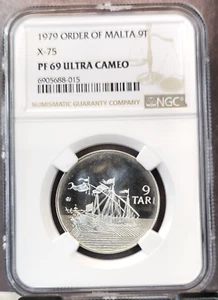 1979 ORDER OF MALTA 9T
X-75
PF 69 ULTRA CAMEO
6905688-015
NUMISMATIC GUARANTY COMPANY
NGC
9
TARI